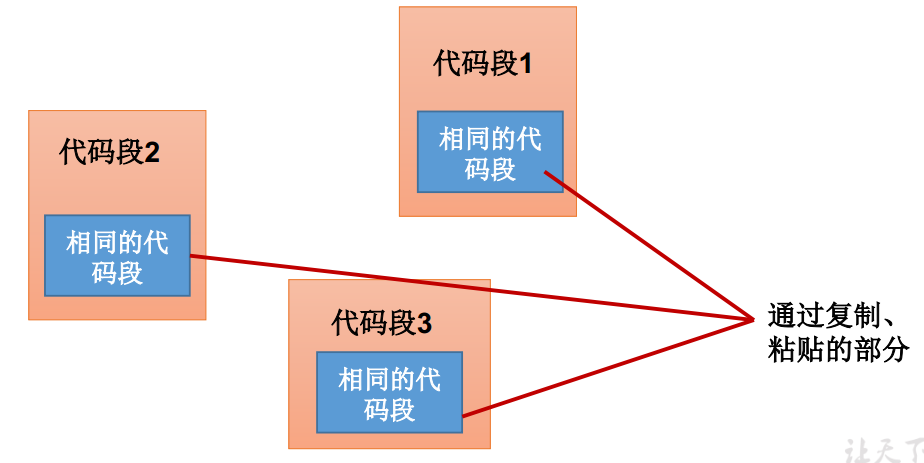 代码段1
相同的代
码段
代码段2
相同的代
码段
代码段3
相同的代
码段
通过复制、
粘贴的部分
让天下